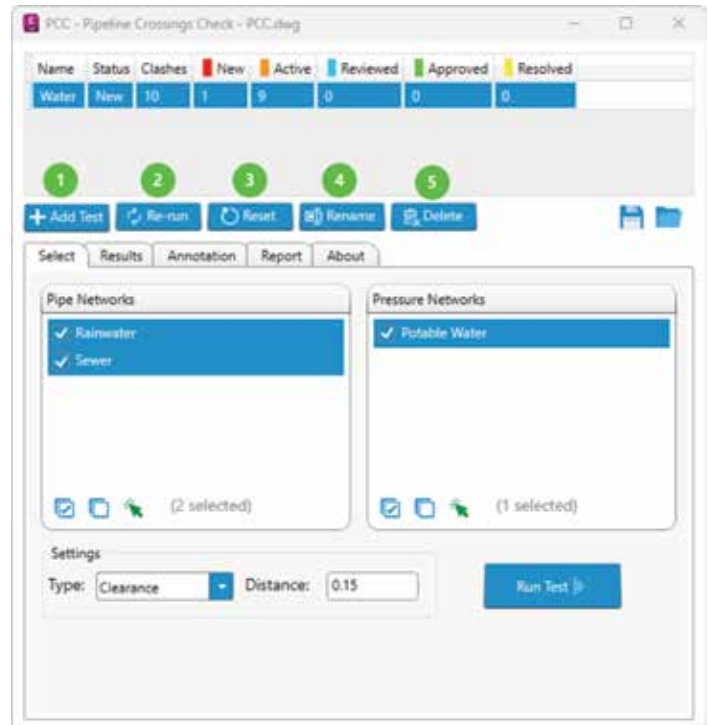 PCC - Pipeline Crossings Check - PCC.dwg
Name Status Clashes New Active Reviewed Approved Resolved
Water New 10 1 9 0 0 0
1 2 3 4 5
Add Test Re-run Reset Rename Delete
Select Results Annotation Report About
Pipe Networks Pressure Networks
Rainwater Potable Water
Sewer
(2 selected) (1 selected)
Settings
Type: Clearance Distance: 0.15 Run Test